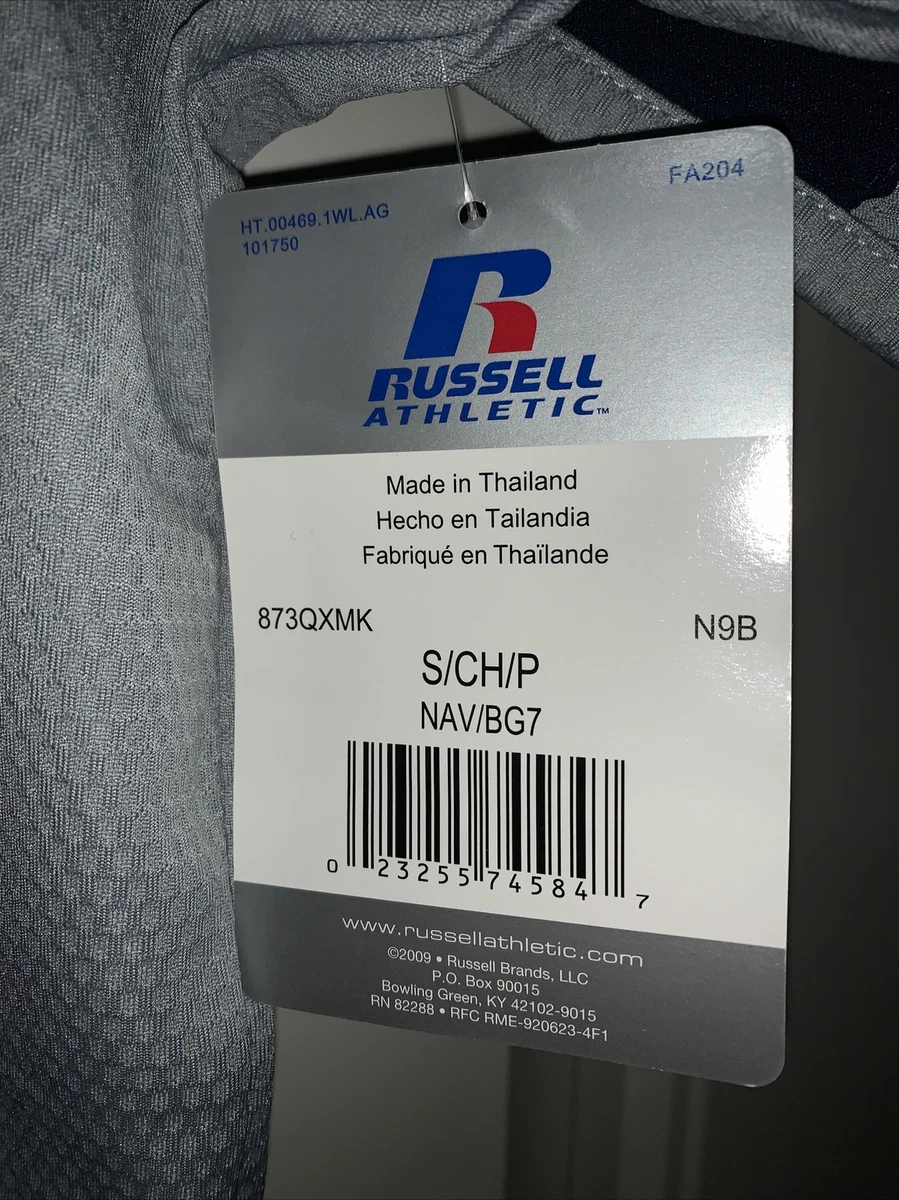 FA204
HT.00469.1WL.AG
101750
RUSSELL
ATHLETIC™
Made in Thailand
Hecho en Tailandia
Fabriqué en Thaïlande
873QXMK
N9B
S/CH/P
NAV/BG7
0 23255 74584 7
www.russellathletic.com
©2009 • Russell Brands, LLC
P.O. Box 90015
Bowling Green, KY 42102-9015
RN 82288 • RFC RME-920623-4F1